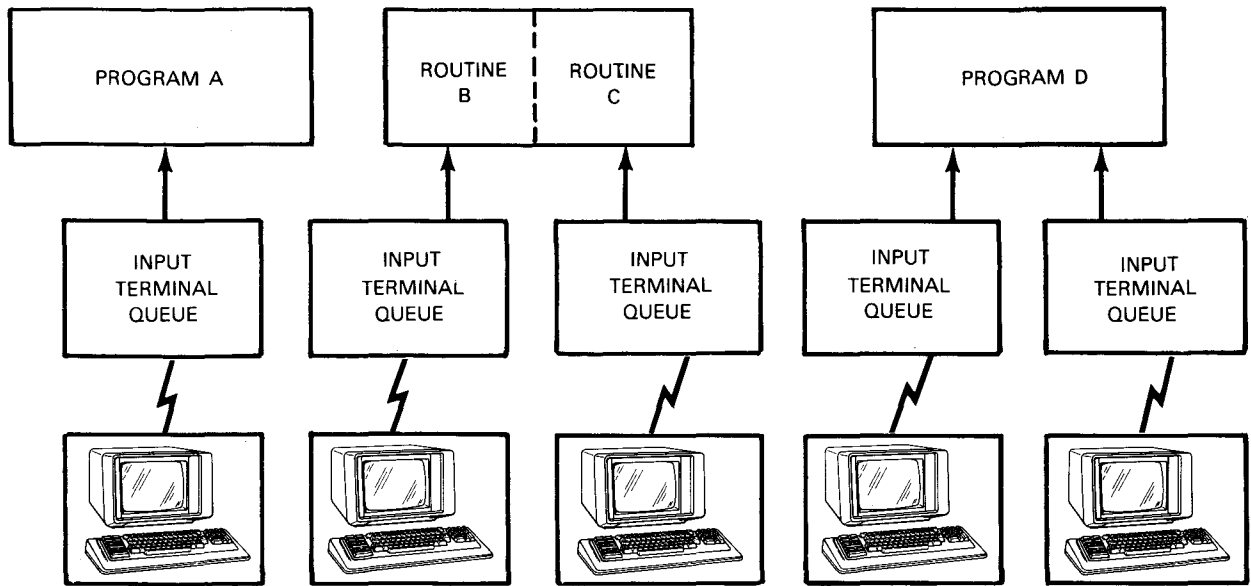 PROGRAM A
ROUTINE
B
ROUTINE
C
PROGRAM D
INPUT
TERMINAL
QUEUE
INPUT
TERMINAL
QUEUE
INPUT
TERMINAL
QUEUE
INPUT
TERMINAL
QUEUE
INPUT
TERMINAL
QUEUE